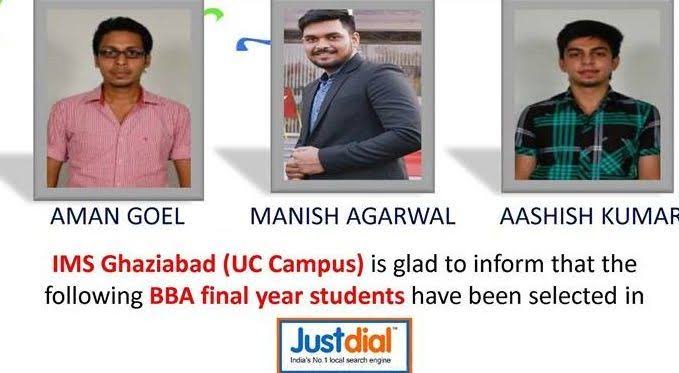 AMAN GOEL MANISH AGARWAL AASHISH KUMAR
IMS Ghaziabad (UC Campus) is glad to inform that the
following BBA final year students have been selected in
Justdial™
India's No.1 local search engine